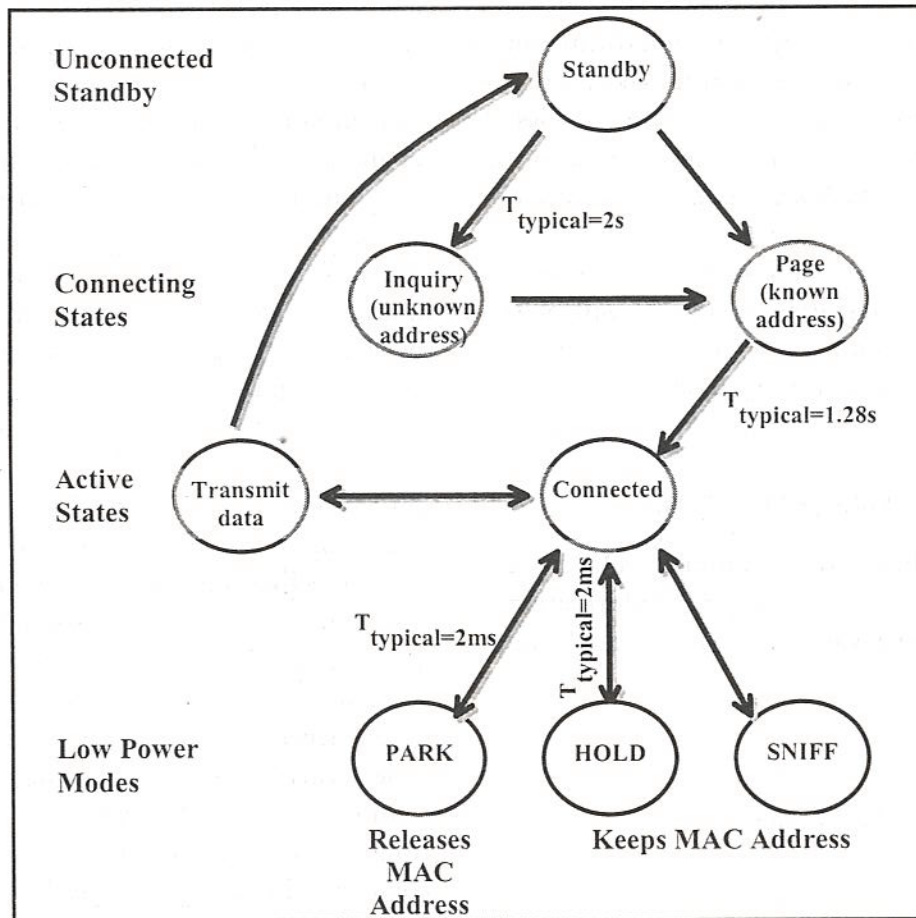 Unconnected
Standby
Standby
T typical=2s
Connecting
States
Inquiry
(unknown
address)
Page
(known
address)
T typical=1.28s
Active
States
Transmit
data
Connected
T typical=2ms
T typical=2ms
Low Power
Modes
PARK
HOLD
SNIFF
Releases
MAC
Address
Keeps MAC Address